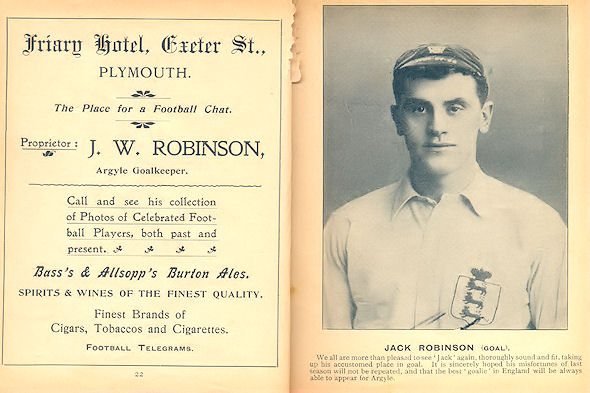 Friary Hotel, Exeter St.,
PLYMOUTH.
The Place for a Football Chat.
Proprietor: J. W. ROBINSON,
Argyle Goalkeeper.
Call and see his collection
of Photos of Celebrated Foot-
ball Players, both past and
present.
Bass's & Allsopp's Burton Ales.
SPIRITS & WINES OF THE FINEST QUALITY.
Finest Brands of
Cigars, Tobaccos and Cigarettes.
FOOTBALL TELEGRAMS.
22
JACK ROBINSON (GOAL).
We all are more than pleased to see 'Jack' again, thoroughly sound and fit, taking
up his accustomed place in goal. It is sincerely hoped his misfortunes of last
season will not be repeated, and that the best 'goalie' in England will be always
able to appear for Argyle.